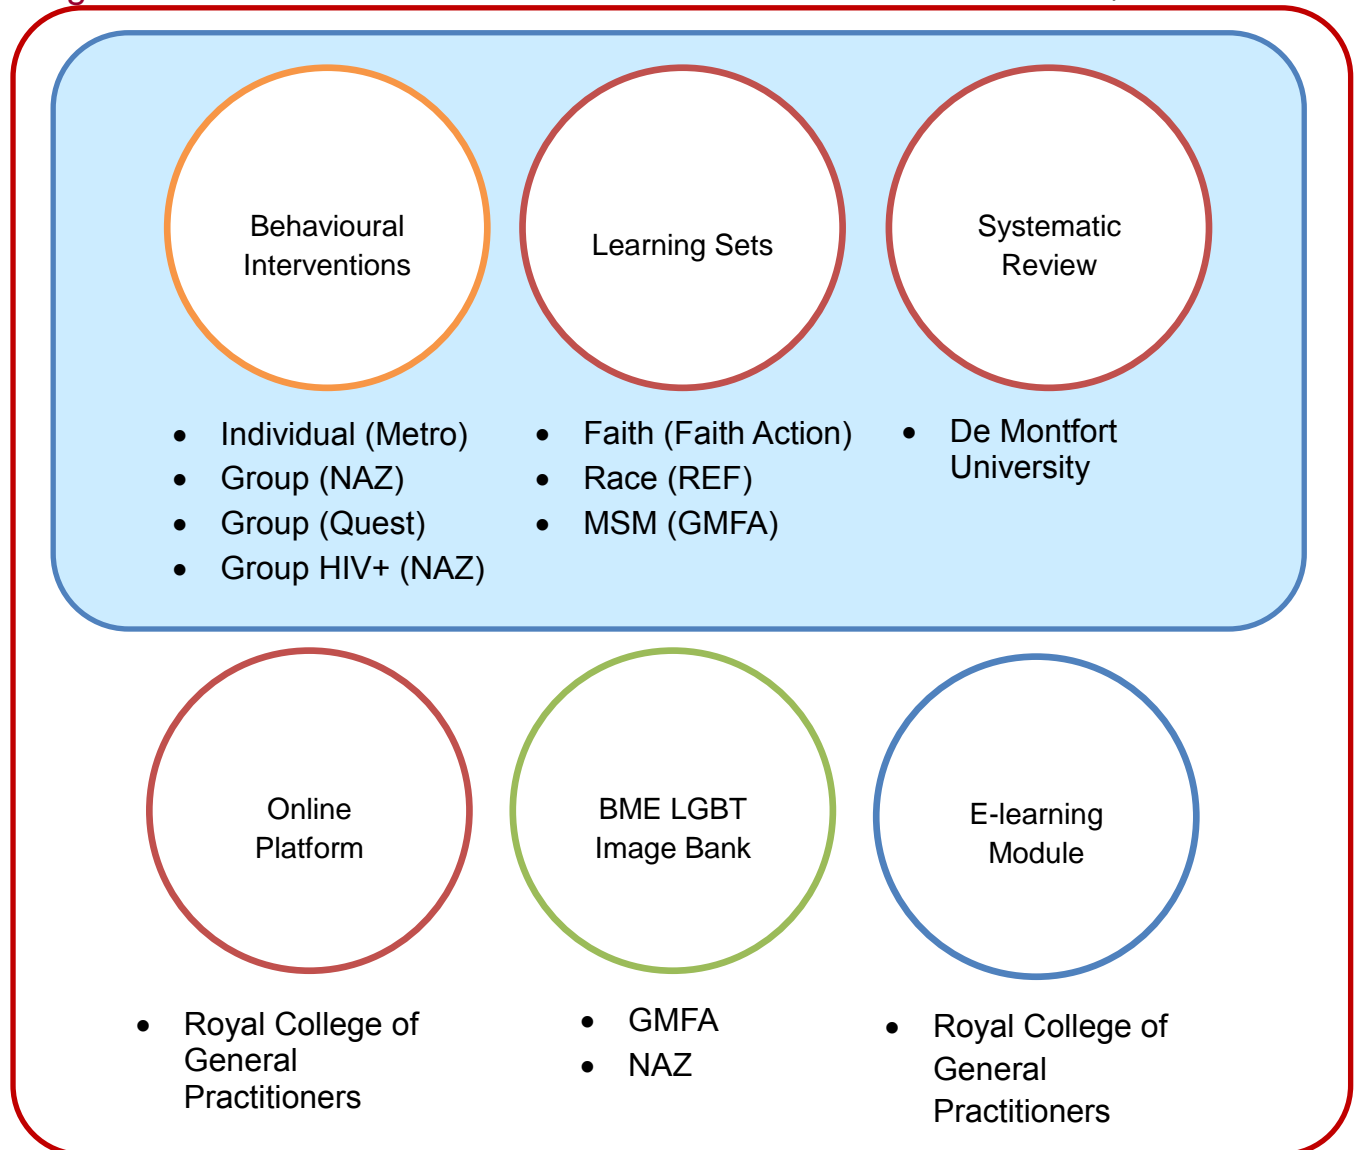 Behavioural
Interventions
Learning Sets
Systematic
Review
• Individual (Metro)
• Group (NAZ)
• Group (Quest)
• Group HIV+ (NAZ)
• Faith (Faith Action)
• Race (REF)
• MSM (GMFA)
• De Montfort
University
Online
Platform
BME LGBT
Image Bank
E-learning
Module
• Royal College of
General
Practitioners
• GMFA
• NAZ
• Royal College of
General
Practitioners